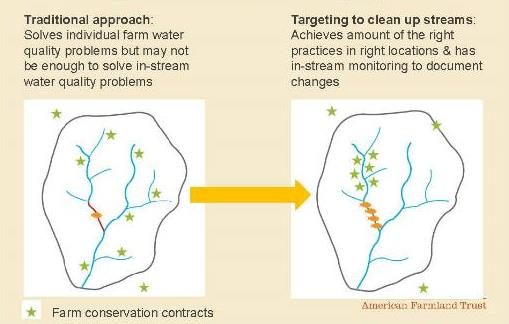 Traditional approach:
Solves individual farm water
quality problems but may not
be enough to solve in-stream
water quality problems
Targeting to clean up streams:
Achieves amount of the right
practices in right locations & has
in-stream monitoring to document
changes
American Farmland Trust
Farm conservation contracts